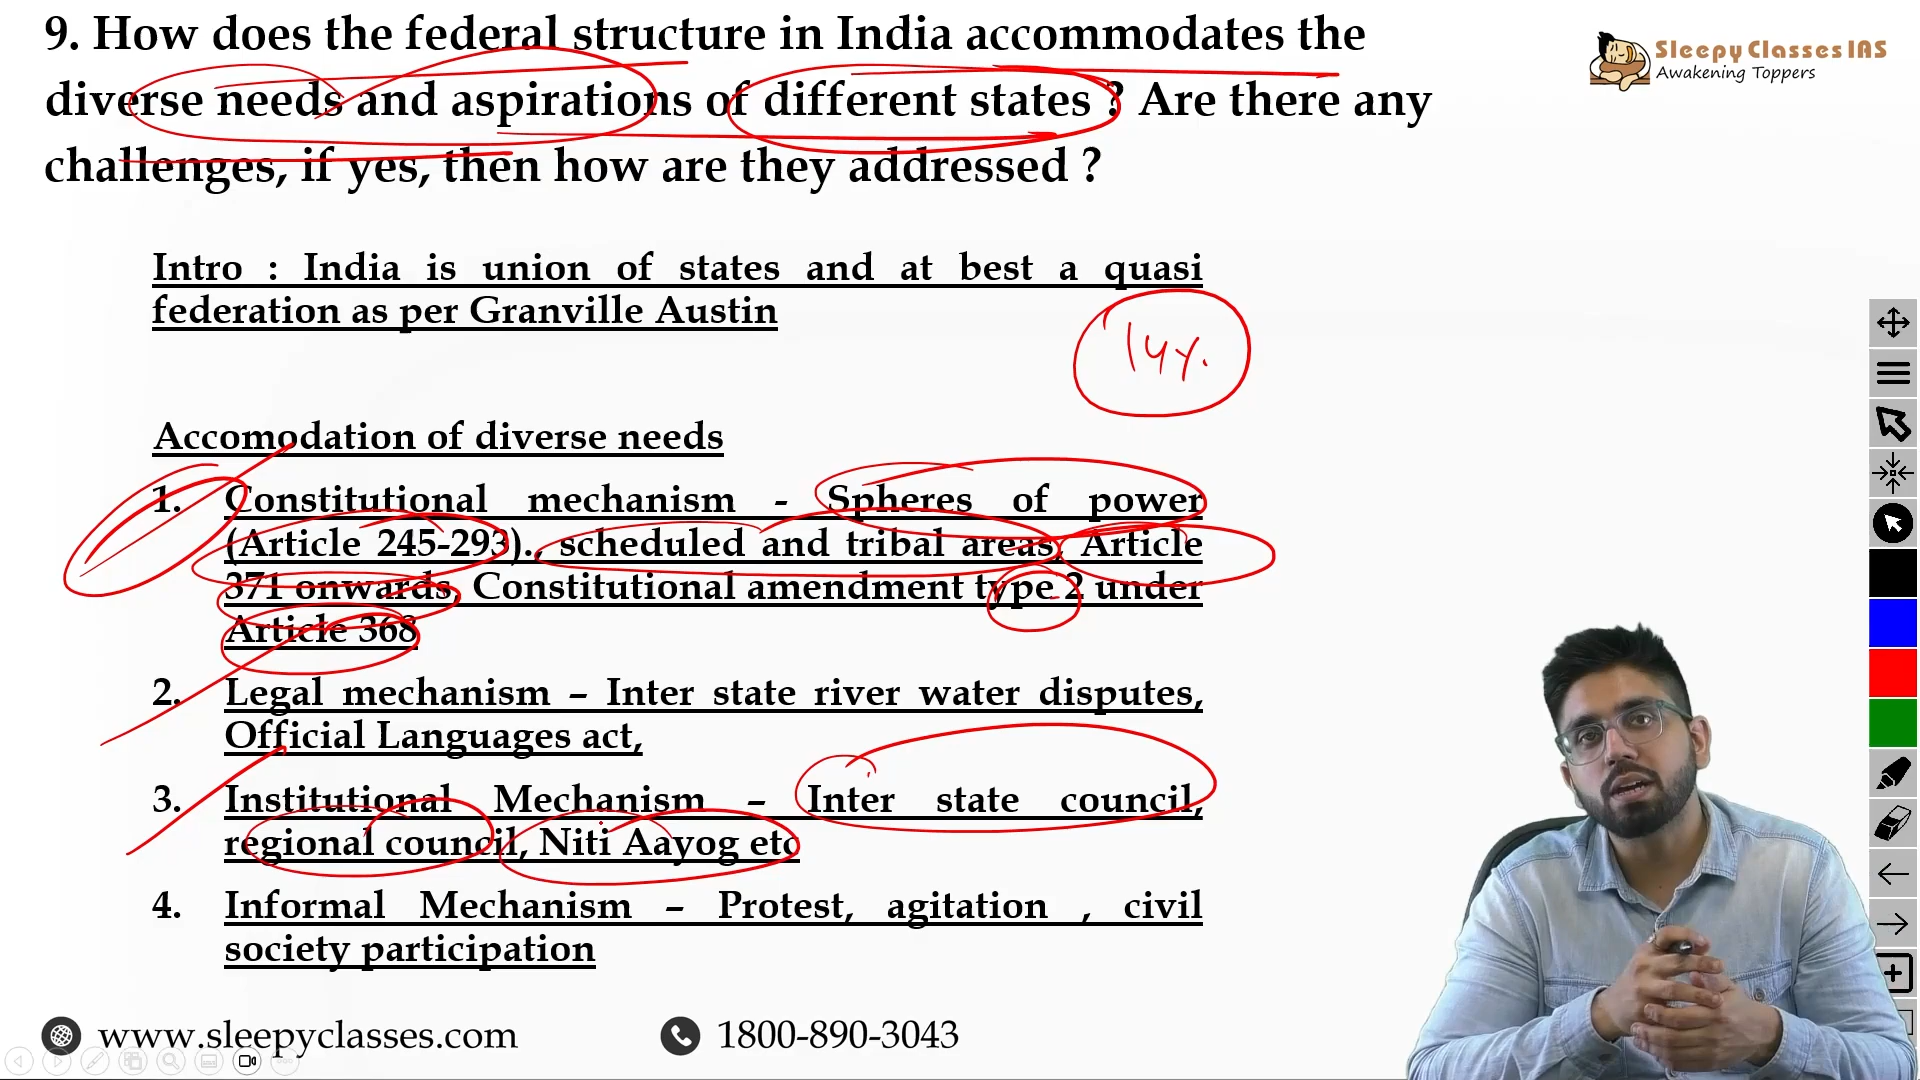 9. How does the federal structure in India accommodates the
diverse needs and aspirations of different states ? Are there any
challenges, if yes, then how are they addressed ?
Sleepy Classes IAS
Awakening Toppers
Intro : India is union of states and at best a quasi
federation as per Granville Austin
14%.
Accomodation of diverse needs
1. Constitutional mechanism - Spheres of power
(Article 245-293)., scheduled and tribal areas, Article
371 onwards, Constitutional amendment type 2 under
Article 368
2. Legal mechanism – Inter state river water disputes,
Official Languages act,
3. Institutional Mechanism – Inter state council,
regional council, Niti Aayog etc
4. Informal Mechanism – Protest, agitation , civil
society participation
www.sleepyclasses.com
1800-890-3043